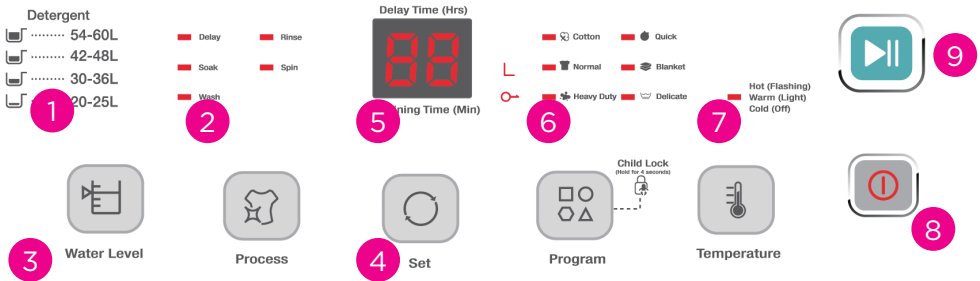 Detergent
54-60L
42-48L
30-36L
20-25L
1
Delay
Rinse
Soak
Spin
Wash
2
Delay Time (Hrs)
88
ning Time (Min)
5
Cotton
Quick
Normal
Blanket
Heavy Duty
Delicate
6
Hot (Flashing)
Warm (Light)
Cold (Off)
7
9
Water Level
3
Process
Set
4
Program
Child Lock
(Hold for 4 seconds)
Temperature
8